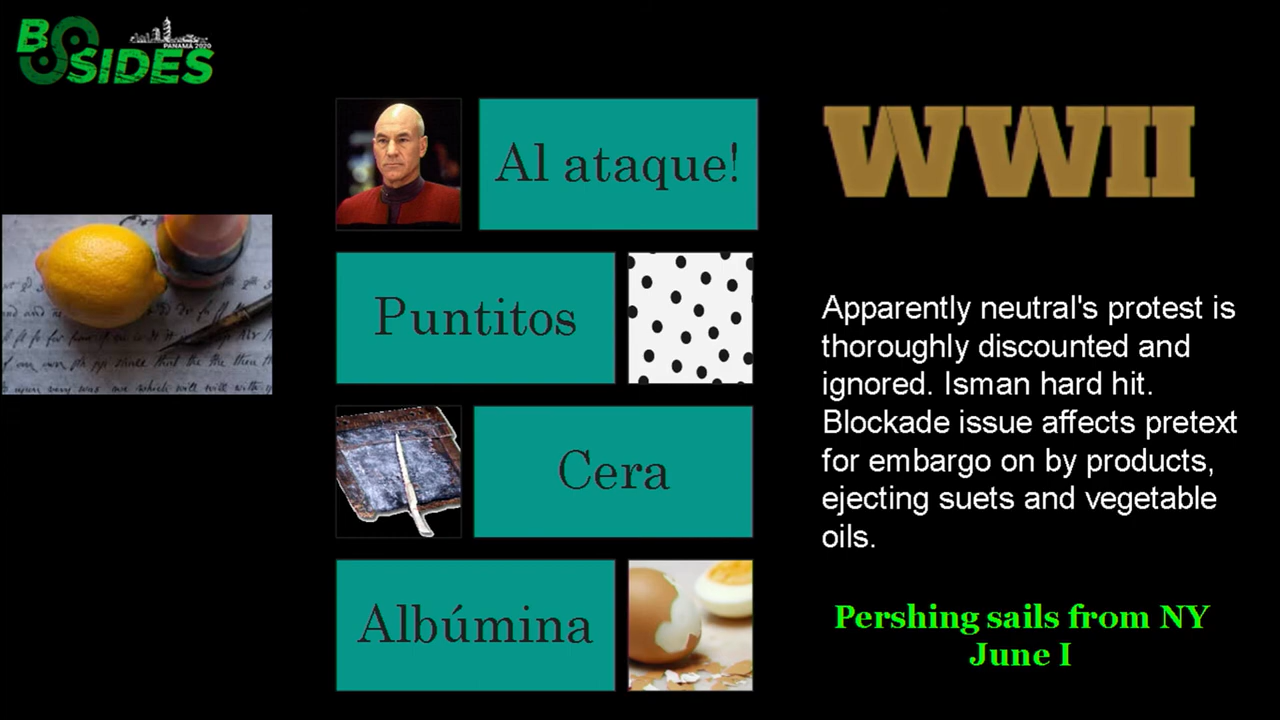 BSIDES
PANAMÁ 2020
Al ataque!
Puntitos
Cera
Albúmina
WWII
Apparently neutral's protest is
thoroughly discounted and
ignored. Isman hard hit.
Blockade issue affects pretext
for embargo on by products,
ejecting suets and vegetable
oils.
Pershing sails from NY
June I